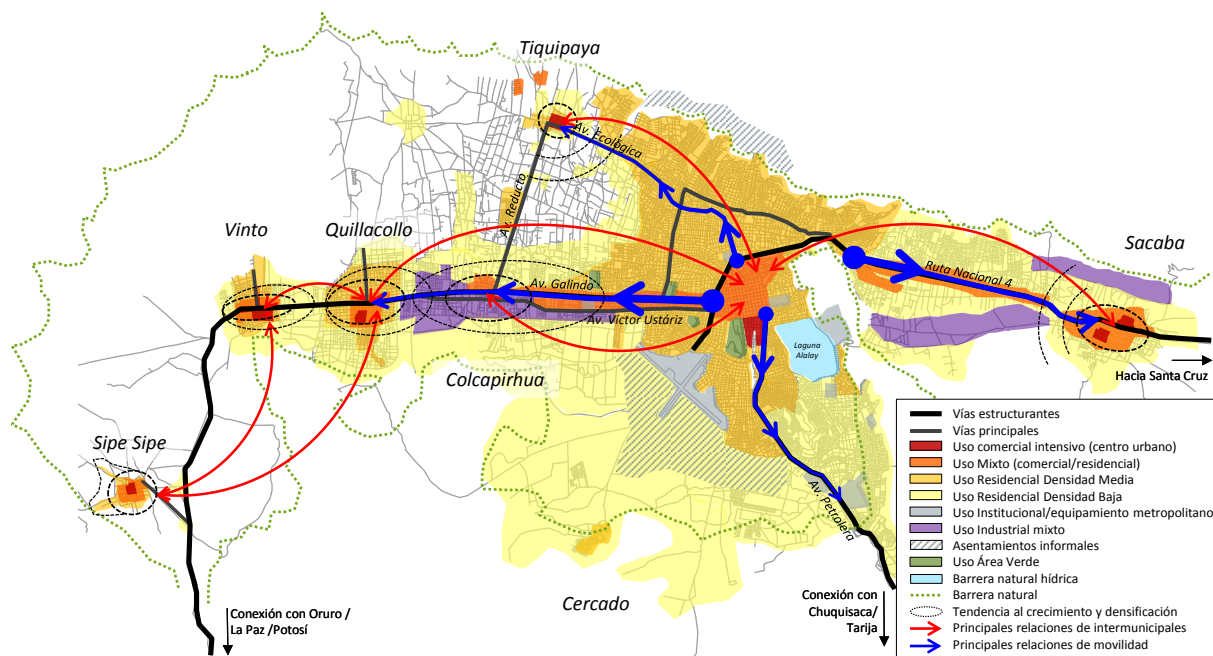 Tiquipaya
Av. Ecológica
Av. Reducto
Vinto
Quillacollo
Sacaba
Ruta Nacional 4
Av. Galindo
Av. Víctor Ustáriz
Laguna
Alalay
Colcapirhua
Hacia Santa Cruz
Sipe Sipe
Av. Petrolera
Cercado
Conexión con Oruro /
La Paz /Potosí
Conexión con
Chuquisaca/
Tarija
Vías estructurantes
Vías principales
Uso comercial intensivo (centro urbano)
Uso Mixto (comercial/residencial)
Uso Residencial Densidad Media
Uso Residencial Densidad Baja
Uso Institucional/equipamiento metropolitano
Uso Industrial mixto
Asentamientos informales
Uso Área Verde
Barrera natural hídrica
Barrera natural
Tendencia al crecimiento y densificación
Principales relaciones de intermunicipales
Principales relaciones de movilidad